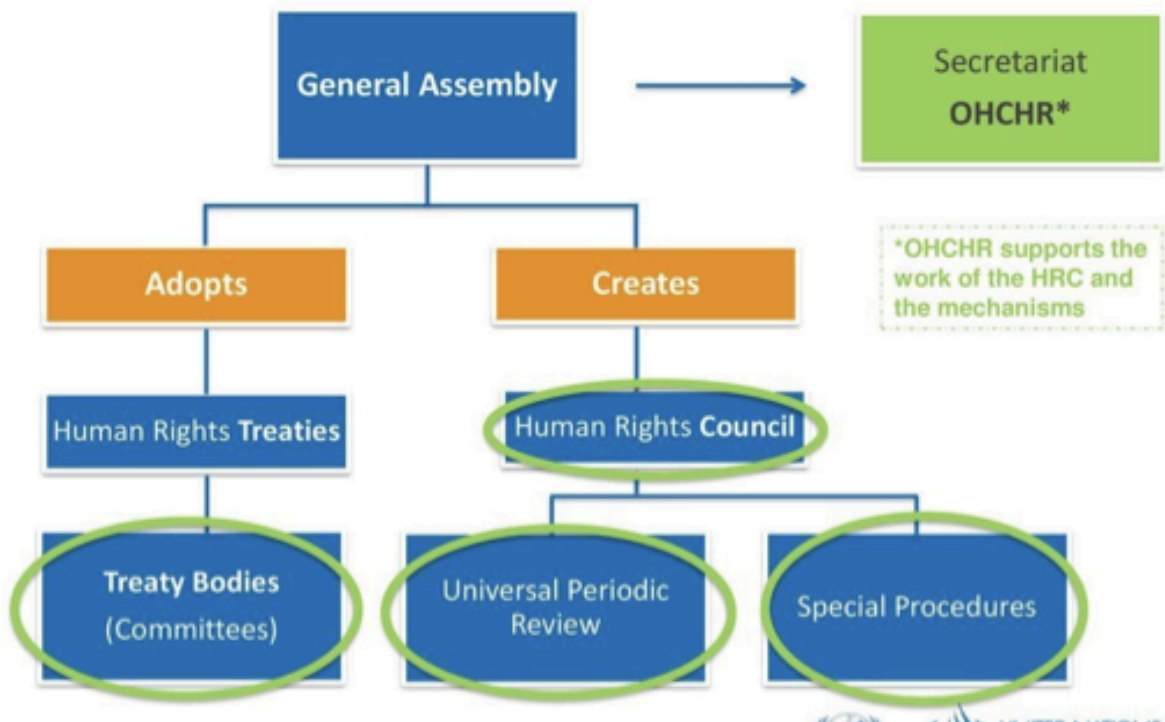 General Assembly
Secretariat
OHCHR*
*OHCHR supports the
work of the HRC and
the mechanisms
Adopts
Creates
Human Rights Treaties
Human Rights Council
Treaty Bodies
(Committees)
Universal Periodic
Review
Special Procedures